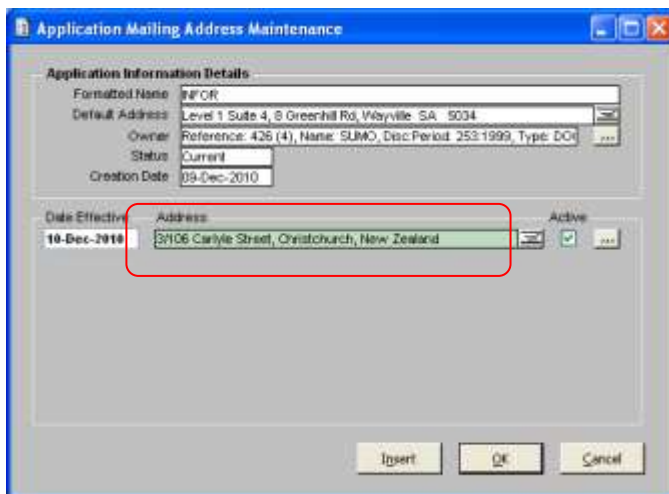 Application Mailing Address Maintenance
Application Information Details
Formatted Name INFOR
Default Address Level 1 Suite 4, 8 Greenhill Rd, Wayville SA 5034
Owner Reference: 426 (4), Name: SUMO, Disc Period: 253:1999, Type: DO
Status Current
Creation Date 09-Dec-2010
Date Effective Address Active
10-Dec-2010 3/106 Carlyle Street, Christchurch, New Zealand
Insert OK Cancel